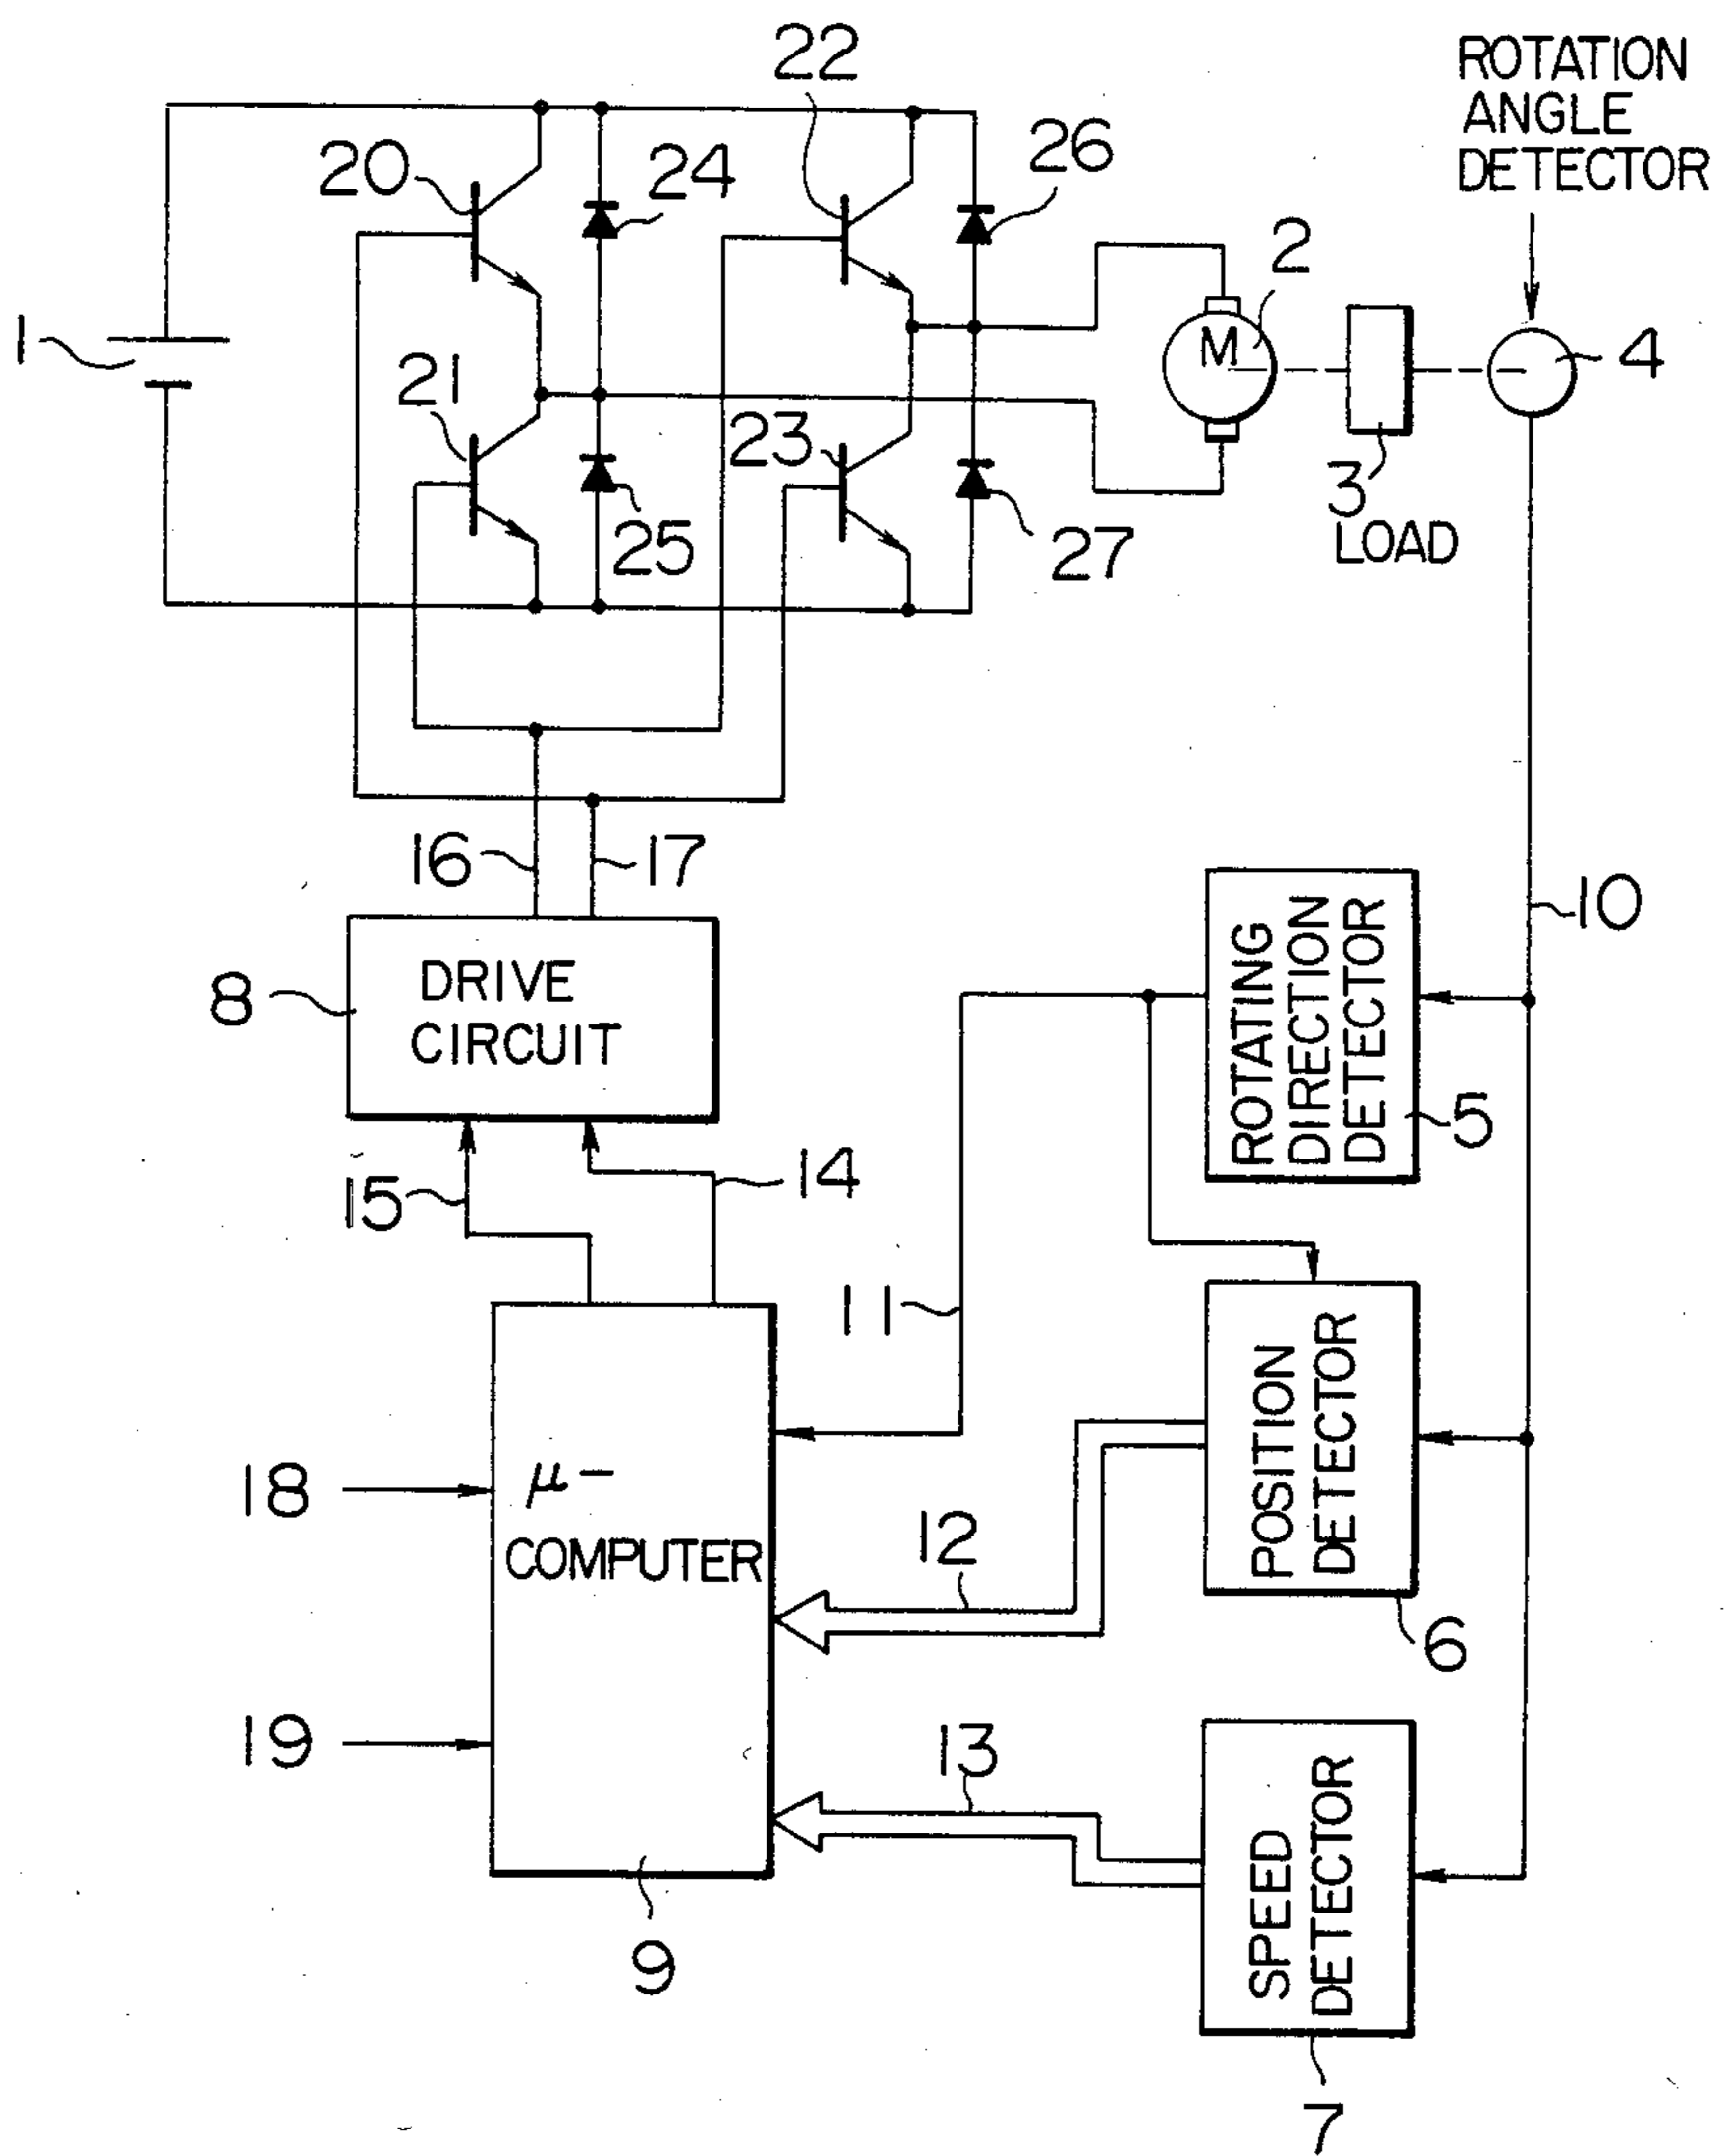 22
ROTATION
ANGLE
DETECTOR
20
24
26
2
1
M
4
21
23
3
LOAD
25
27
16
17
10
8
DRIVE
CIRCUIT
ROTATING
DIRECTION
DETECTOR
5
15
14
11
POSITION
DETECTOR
6
18
μ-
COMPUTER
12
19
13
SPEED
DETECTOR
9
7